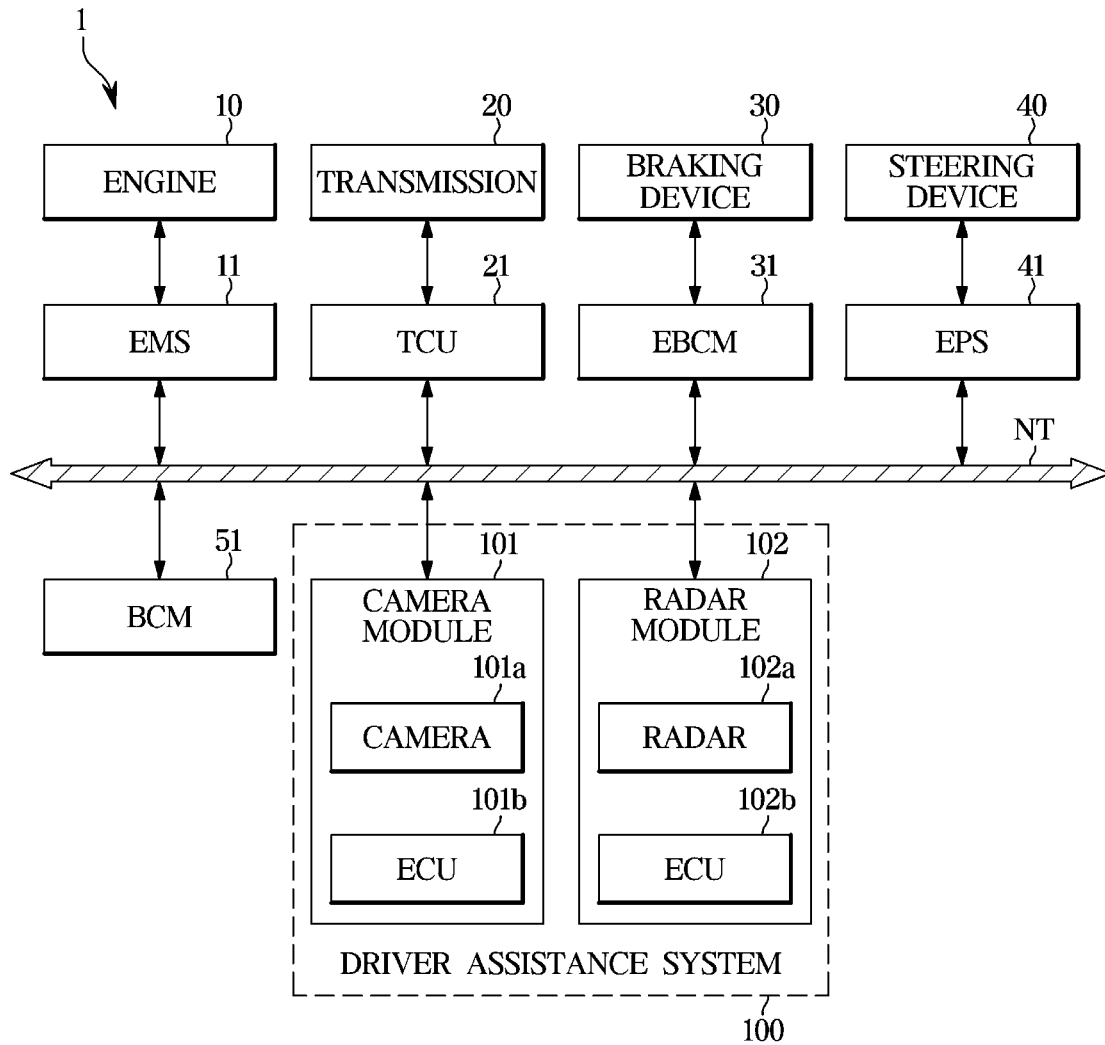 1
10
20
30
40
ENGINE
TRANSMISSION
BRAKING
DEVICE
STEERING
DEVICE
11
21
31
41
EMS
TCU
EBCM
EPS
NT
51
101
102
BCM
CAMERA
MODULE
RADAR
MODULE
101a
102a
CAMERA
RADAR
101b
102b
ECU
ECU
DRIVER ASSISTANCE SYSTEM
100